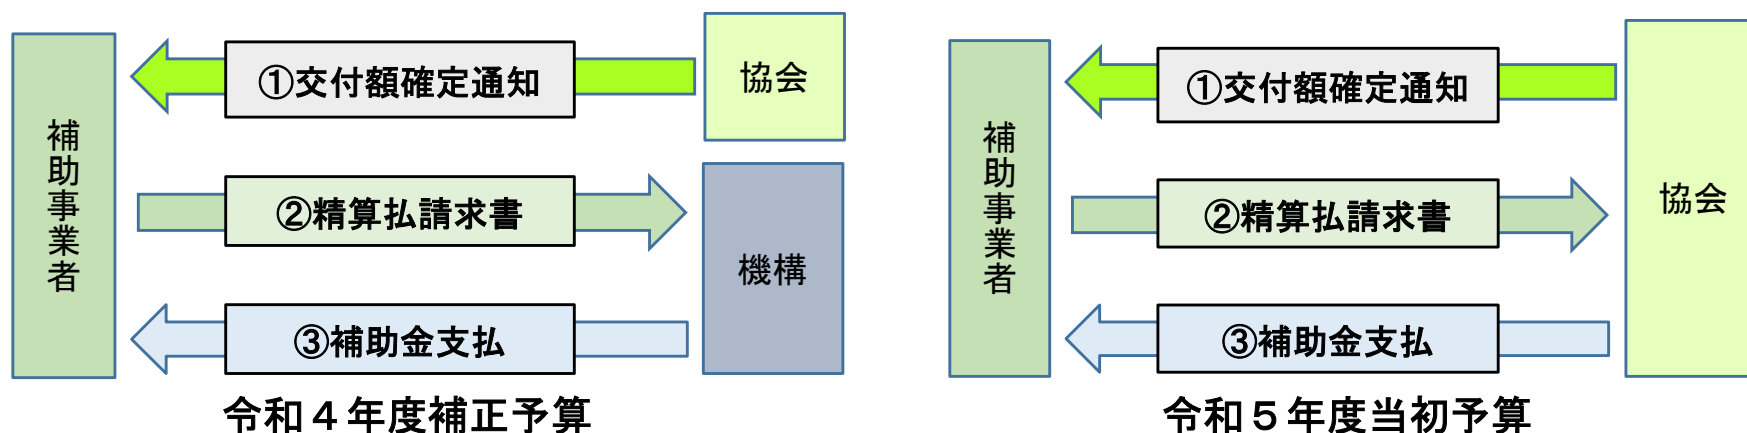 補助事業者
①交付額確定通知
協会
②精算払請求書
機構
③補助金支払
令和４年度補正予算
補助事業者
①交付額確定通知
②精算払請求書
協会
③補助金支払
令和５年度当初予算